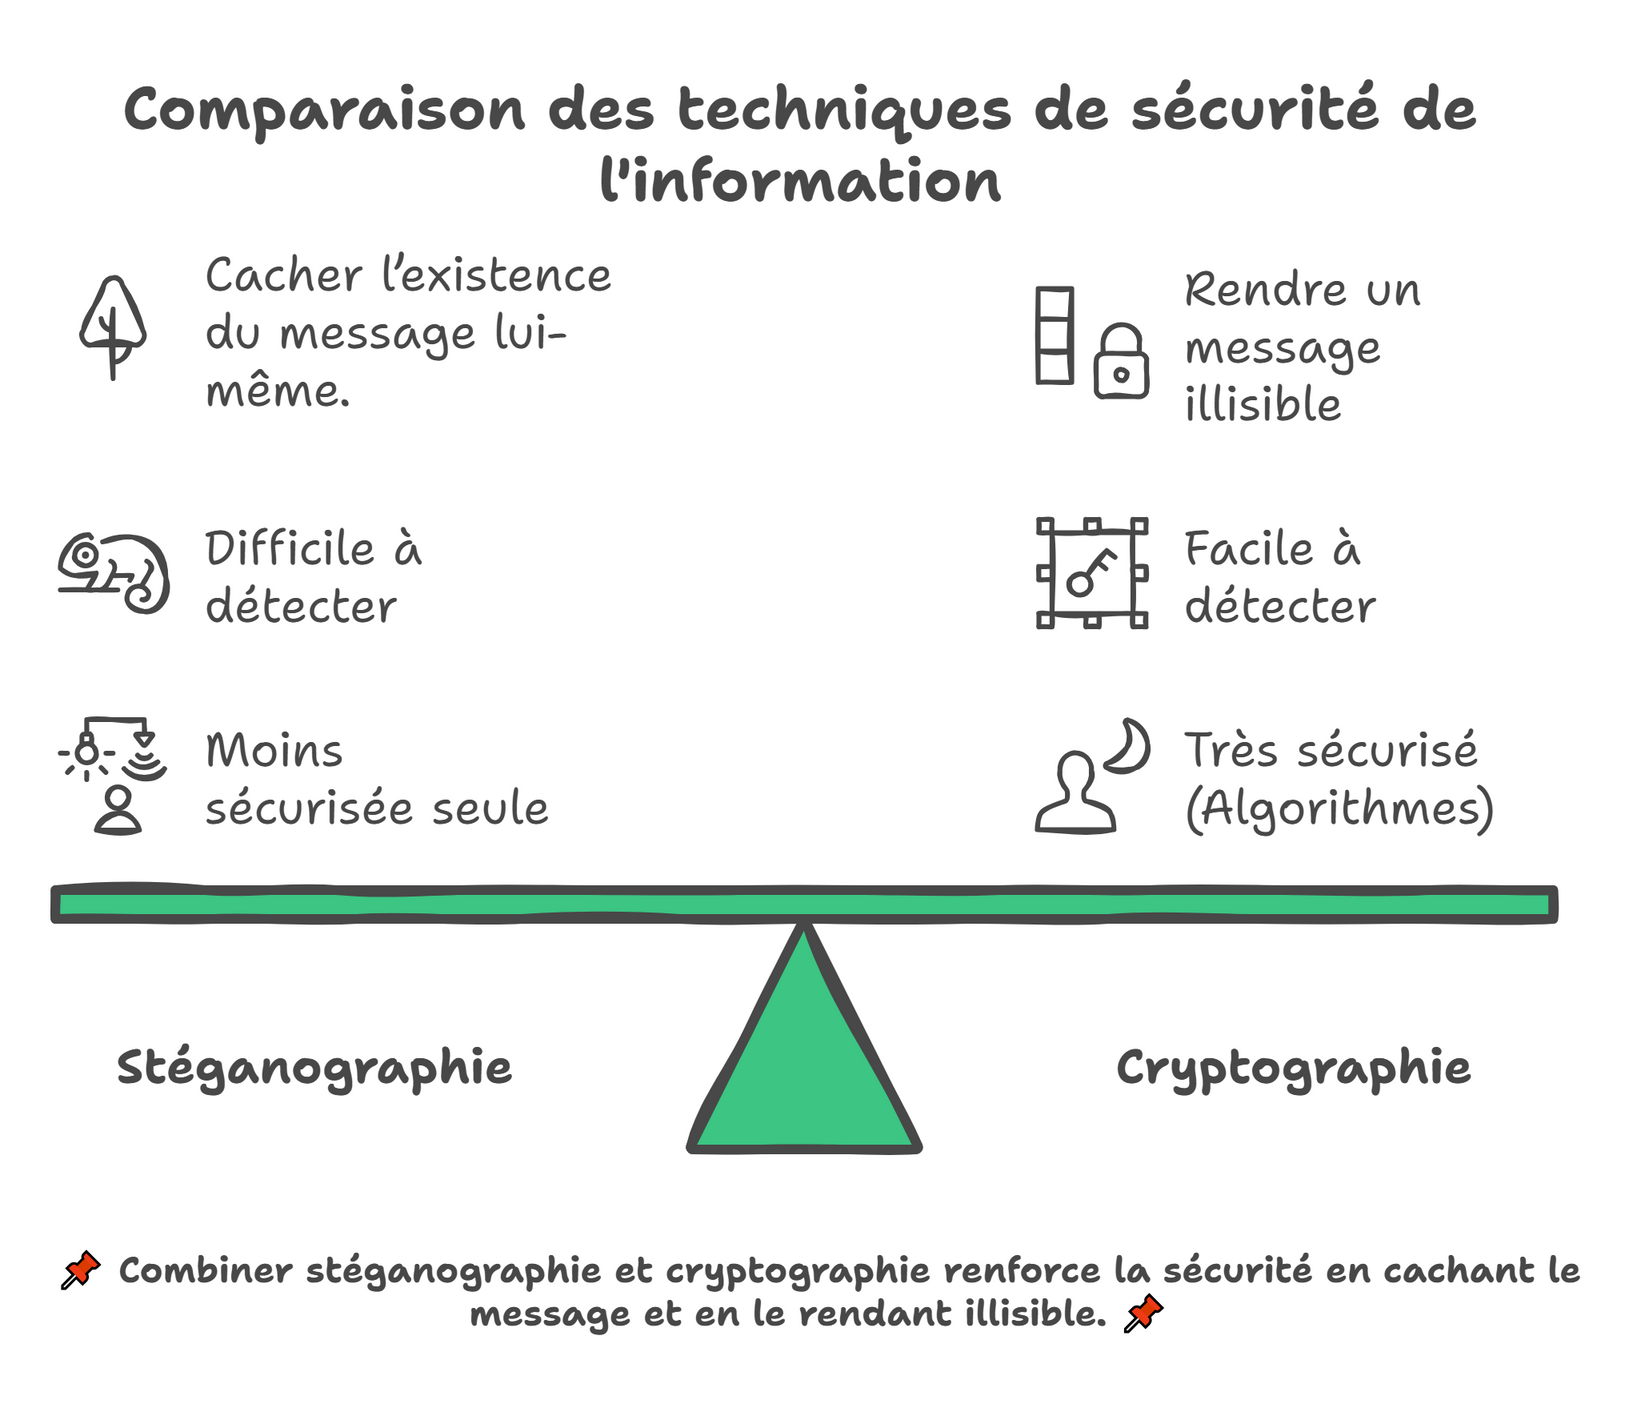 Comparaison des techniques de sécurité de
l'information
Cacher l'existence
du message lui-
même.
Rendre un
message
illisible
Difficile à
détecter
Facile à
détecter
Moins
sécurisée seule
Très sécurisé
(Algorithmes)
Stéganographie
Cryptographie
📌 Combiner stéganographie et cryptographie renforce la sécurité en cachant le
message et en le rendant illisible. 📌